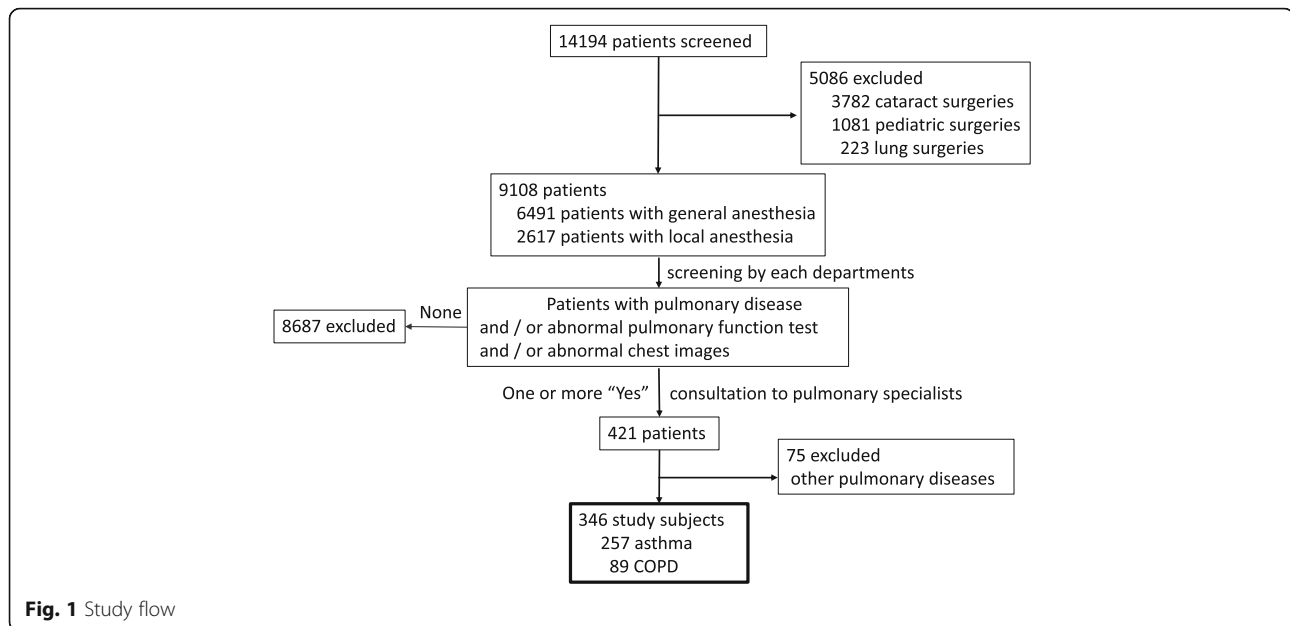 14194 patients screened
5086 excluded
3782 cataract surgeries
1081 pediatric surgeries
223 lung surgeries
9108 patients
6491 patients with general anesthesia
2617 patients with local anesthesia
screening by each departments
Patients with pulmonary disease
and / or abnormal pulmonary function test
and / or abnormal chest images
None
8687 excluded
One or more “Yes”
consultation to pulmonary specialists
421 patients
75 excluded
other pulmonary diseases
346 study subjects
257 asthma
89 COPD
Fig. 1 Study flow